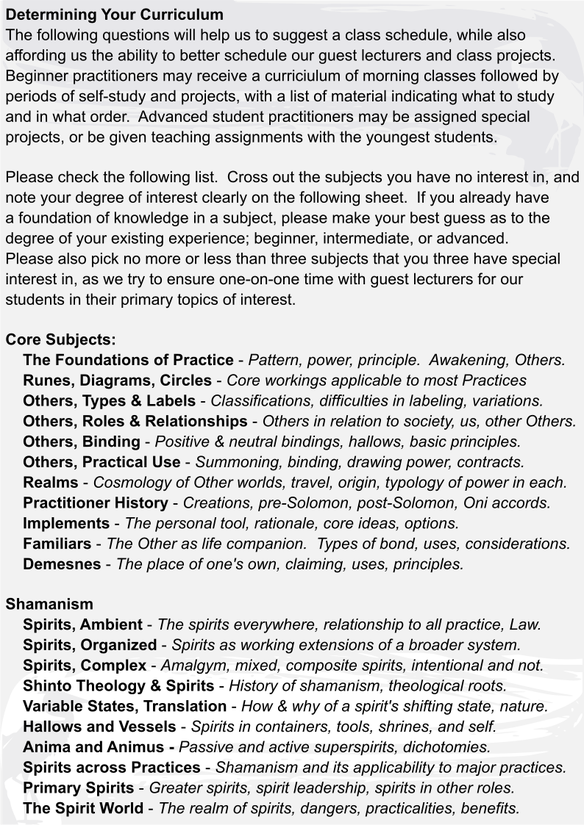 Determining Your Curriculum
The following questions will help us to suggest a class schedule, while also
affording us the ability to better schedule our guest lecturers and class projects.
Beginner practitioners may receive a curriciulum of morning classes followed by
periods of self-study and projects, with a list of material indicating what to study
and in what order.  Advanced student practitioners may be assigned special
projects, or be given teaching assignments with the youngest students.

Please check the following list.  Cross out the subjects you have no interest in, and
note your degree of interest clearly on the following sheet.  If you already have
a foundation of knowledge in a subject, please make your best guess as to the
degree of your existing experience; beginner, intermediate, or advanced.
Please also pick no more or less than three subjects that you three have special
interest in, as we try to ensure one-on-one time with guest lecturers for our
students in their primary topics of interest.

Core Subjects:
The Foundations of Practice - Pattern, power, principle.  Awakening, Others.
Runes, Diagrams, Circles - Core workings applicable to most Practices
Others, Types & Labels - Classifications, difficulties in labeling, variations.
Others, Roles & Relationships - Others in relation to society, us, other Others.
Others, Binding - Positive & neutral bindings, hallows, basic principles.
Others, Practical Use - Summoning, binding, drawing power, contracts.
Realms - Cosmology of Other worlds, travel, origin, typology of power in each.
Practitioner History - Creations, pre-Solomon, post-Solomon, Oni accords.
Implements - The personal tool, rationale, core ideas, options.
Familiars - The Other as life companion.  Types of bond, uses, considerations.
Demesnes - The place of one's own, claiming, uses, principles.

Shamanism
Spirits, Ambient - The spirits everywhere, relationship to all practice, Law.
Spirits, Organized - Spirits as working extensions of a broader system.
Spirits, Complex - Amalgym, mixed, composite spirits, intentional and not.
Shinto Theology & Spirits - History of shamanism, theological roots.
Variable States, Translation - How & why of a spirit's shifting state, nature.
Hallows and Vessels - Spirits in containers, tools, shrines, and self.
Anima and Animus - Passive and active superspirits, dichotomies.
Spirits across Practices - Shamanism and its applicability to major practices.
Primary Spirits - Greater spirits, spirit leadership, spirits in other roles.
The Spirit World - The realm of spirits, dangers, practicalities, benefits.